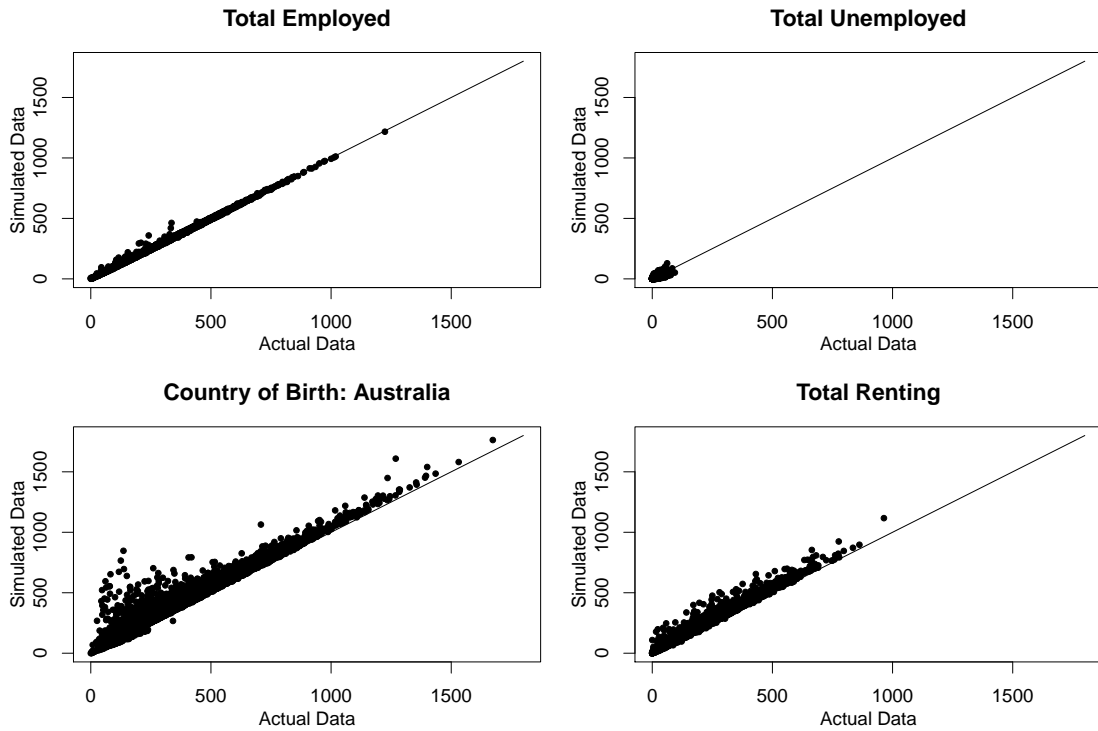 Total Employed
Simulated Data
1500
1000
500
0
0 500 1000 1500
Actual Data
Total Unemployed
Simulated Data
1500
1000
500
0
0 500 1000 1500
Actual Data
Country of Birth: Australia
Simulated Data
1500
1000
500
0
0 500 1000 1500
Actual Data
Total Renting
Simulated Data
1500
1000
500
0
0 500 1000 1500
Actual Data